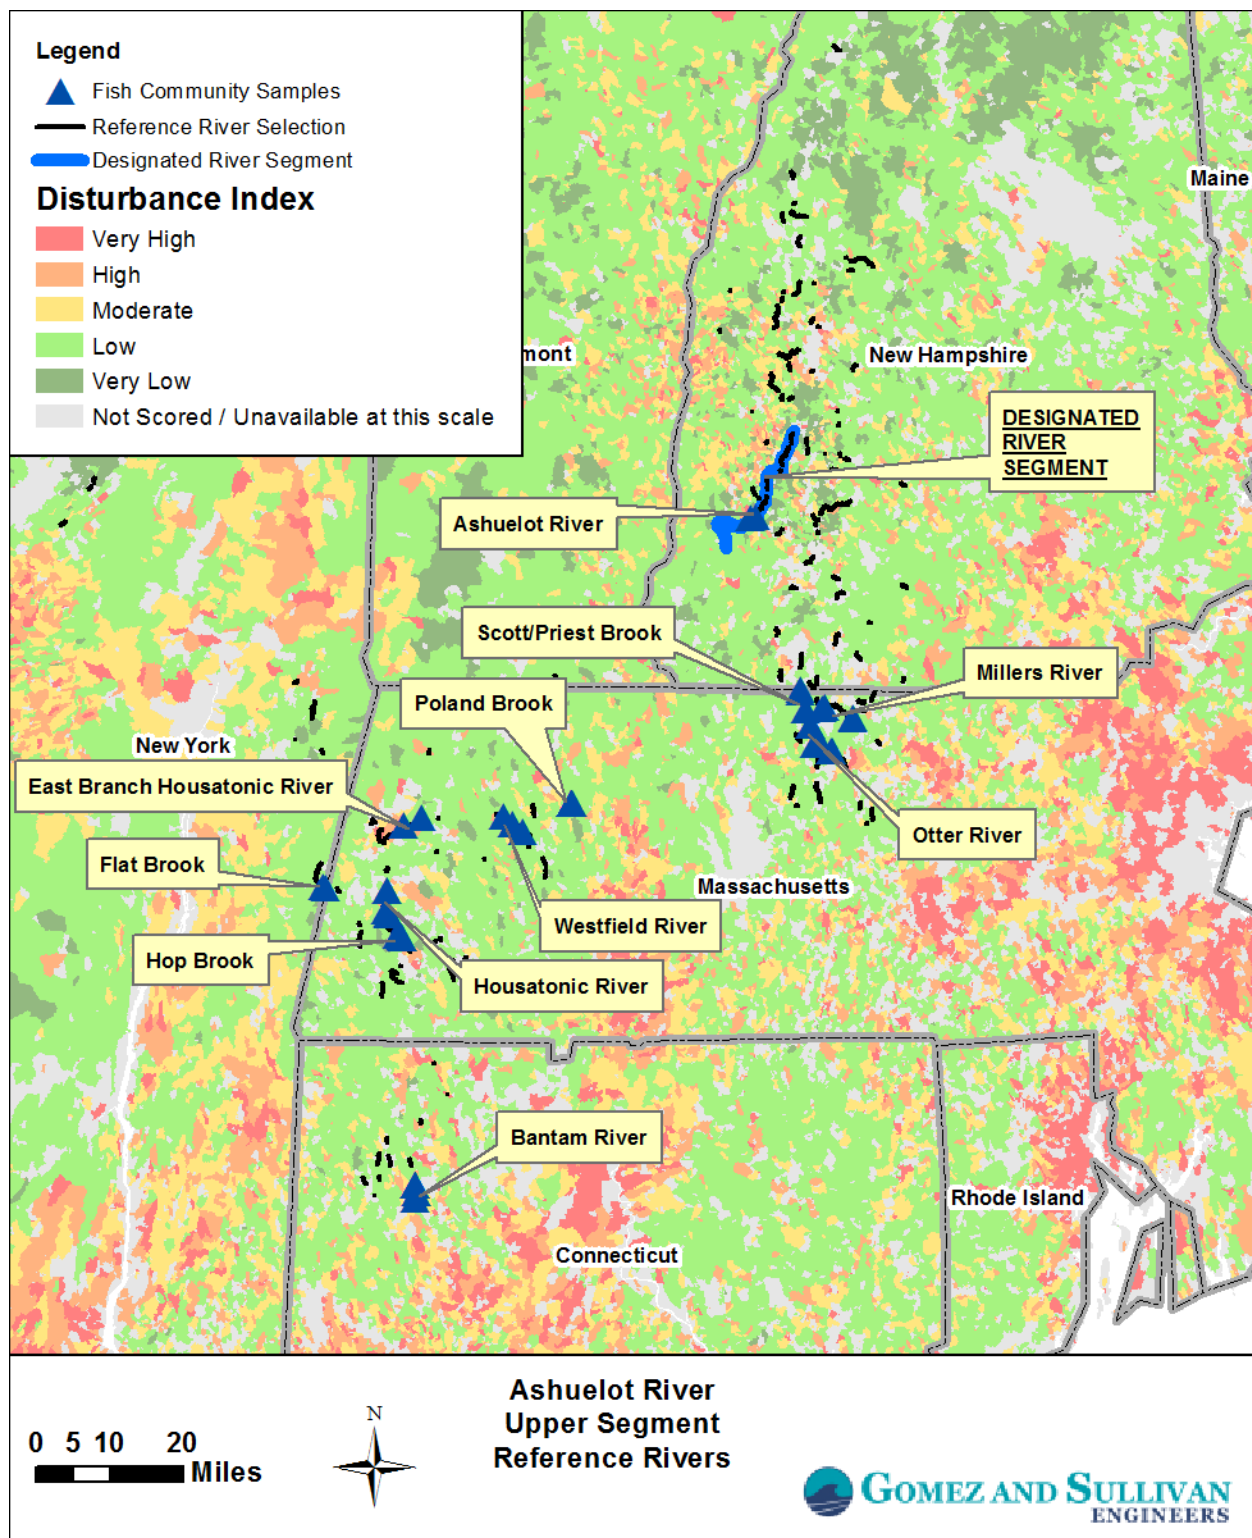 Legend
Fish Community Samples
Reference River Selection
Designated River Segment
Disturbance Index
Very High
High
Moderate
Low
Very Low
Not Scored / Unavailable at this scale
Maine
mont
New Hampshire
DESIGNATED
RIVER
SEGMENT
Ashuelot River
Scott/Priest Brook
Millers River
Poland Brook
New York
East Branch Housatonic River
Otter River
Flat Brook
Massachusetts
Westfield River
Hop Brook
Housatonic River
Bantam River
Rhode Island
Connecticut
Ashuelot River
Upper Segment
Reference Rivers
N
0 5 10 20
Miles
GOMEZ AND SULLIVAN
ENGINEERS